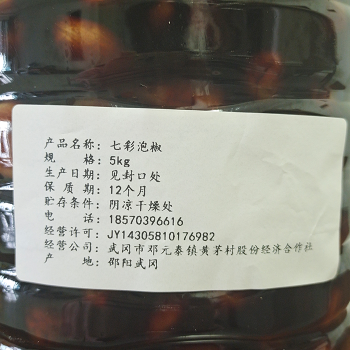 产品名称：七彩泡椒
规　　格：5kg
生产日期：见封口处
保 质 期：12个月
贮存条件：阴凉干燥处
电　　话：18570396616
经营许可：JY14305810176982
经营公司：武冈市邓元泰镇黄茅村股份经济合作社
产　　地：邵阳武冈